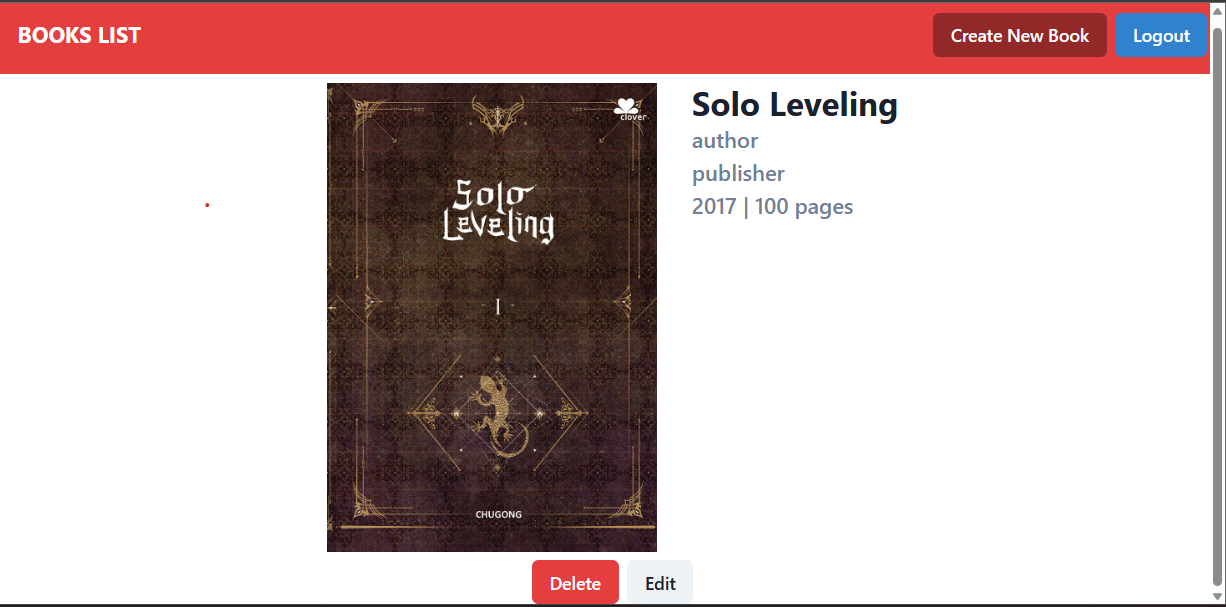 BOOKS LIST
Create New Book
Logout
clover
Solo
Leveling
I
CHUGONG
Solo Leveling
author
publisher
2017 | 100 pages
Delete
Edit